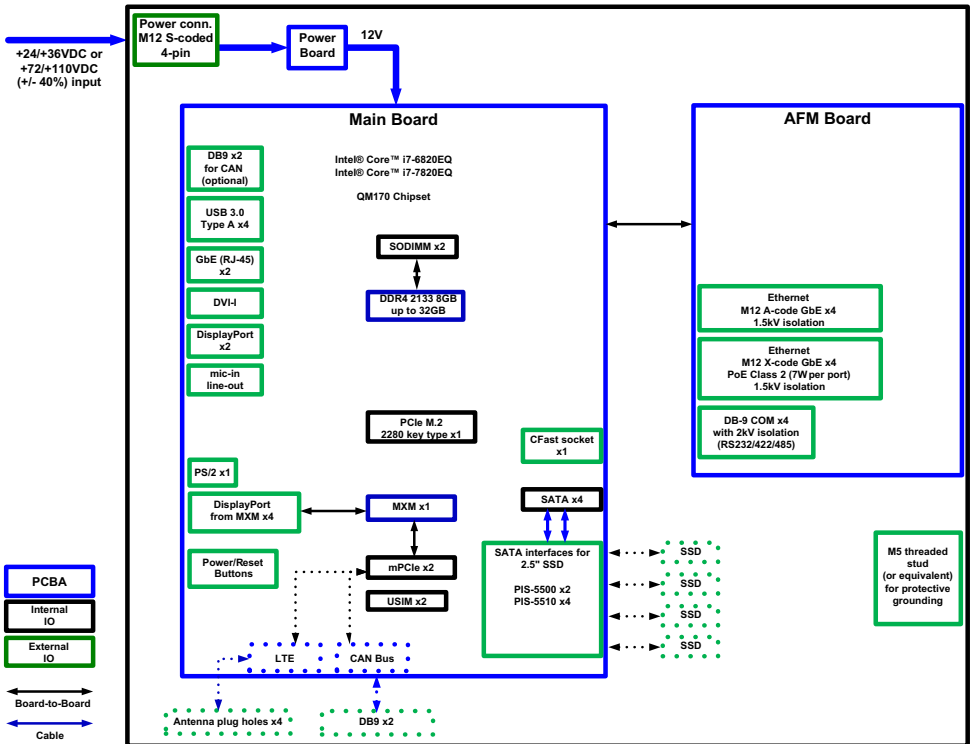 Power conn.
M12 S-coded
4-pin
Power
Board
12V
+24/+36VDC or
+72/+110VDC
(+/- 40%) input
Main Board
AFM Board
DB9 x2
for CAN
(optional)
Intel® Core™ i7-6820EQ
Intel® Core™ i7-7820EQ
QM170 Chipset
USB 3.0
Type A x4
SODIMM x2
GbE (RJ-45)
x2
DVI-I
DDR4 2133 8GB
up to 32GB
Ethernet
M12 A-code GbE x4
1.5kV isolation
DisplayPort
x2
Ethernet
M12 X-code GbE x4
PoE Class 2 (7W per port)
1.5kV isolation
mic-in
line-out
PCIe M.2
2280 key type x1
DB-9 COM x4
with 2kV isolation
(RS232/422/485)
CFast socket
x1
PS/2 x1
DisplayPort
from MXM x4
MXM x1
SATA x4
Power/Reset
Buttons
mPCIe x2
USIM x2
SATA interfaces for
2.5" SSD
PIS-5500 x2
PIS-5510 x4
SSD
SSD
SSD
SSD
M5 threaded
stud
(or equivalent)
for protective
grounding
PCBA
Internal
IO
External
IO
Board-to-Board
Cable
LTE
CAN Bus
Antenna plug holes x4
DB9 x2